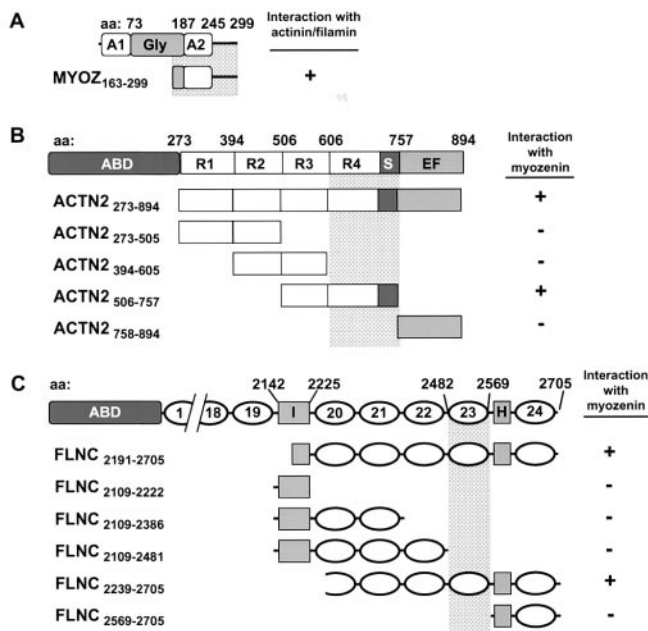 A
aa: 73 187 245 299
A1 Gly A2
Interaction with
actinin/filamin
MYOZ163-299 +
B
aa: 273 394 506 606 757 894
Interaction
with
myozenin
ABD R1 R2 R3 R4 S EF
ACTN2 273-894 +
ACTN2 273-505 -
ACTN2 394-605 -
ACTN2 506-757 +
ACTN2 758-894 -
C
aa: 2142 2225 2482 2569 2705
Interaction
with
myozenin
ABD 1 18 19 I 20 21 22 23 H 24
FLNC 2191-2705 +
FLNC 2109-2222 -
FLNC 2109-2386 -
FLNC 2109-2481 -
FLNC 2239-2705 +
FLNC 2569-2705 -